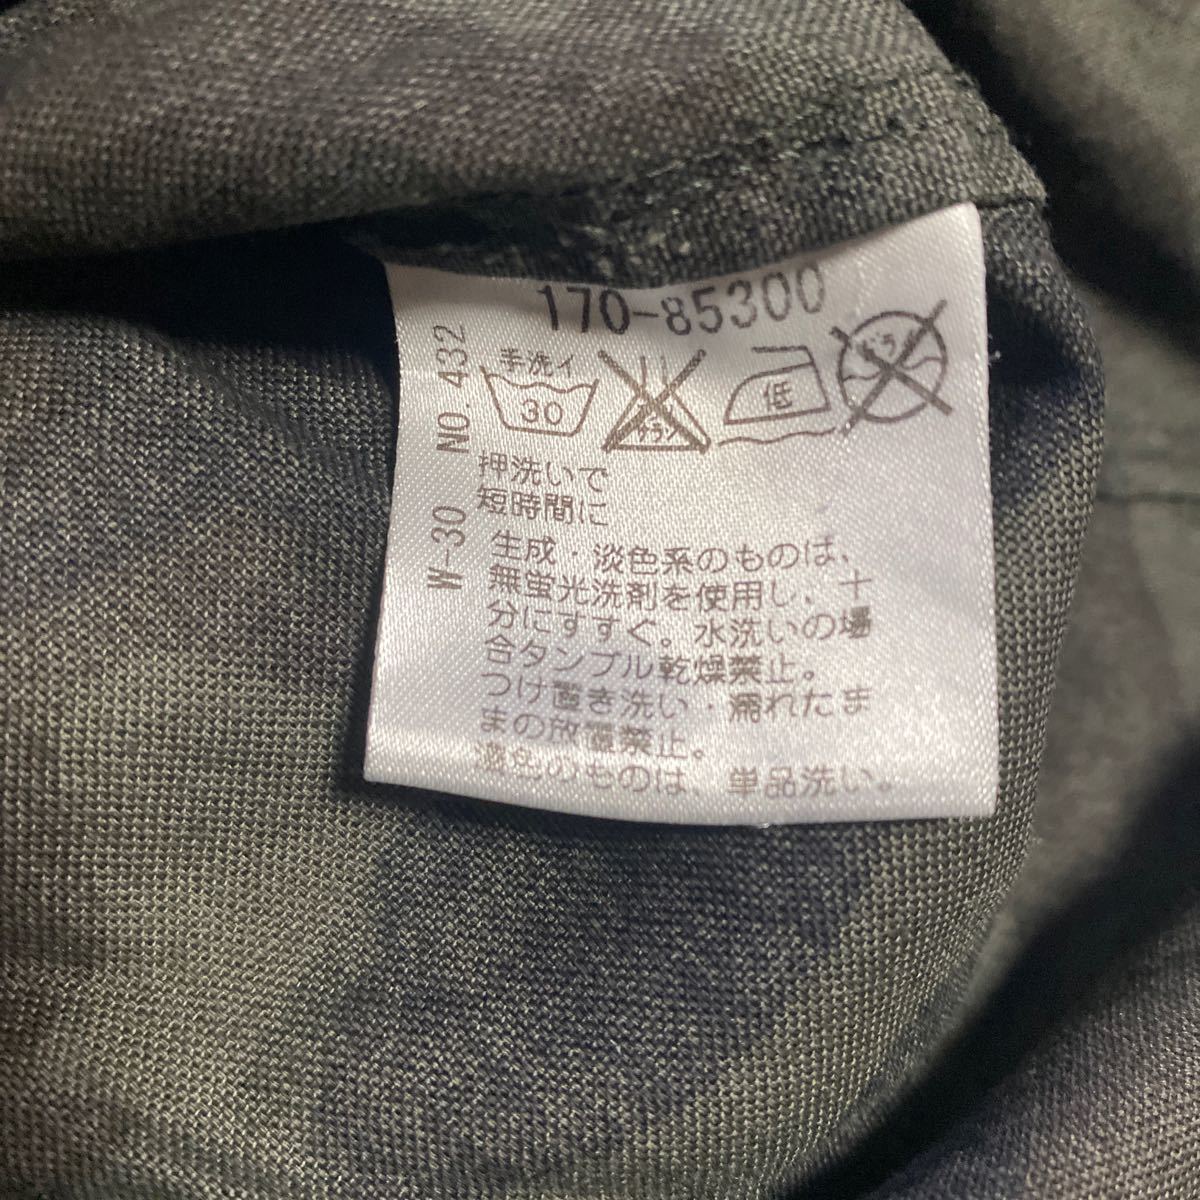 170-85300
NO. 432
W-30
手洗イ
30
低
押洗いで
短時間に
生成・淡色系のものは、
無蛍光洗剤を使用し、十
分にすすぐ。水洗いの場
合タンブル乾燥禁止。
つけ置き洗い・濡れたま
まの放置禁止。
濃色のものは、単品洗い。